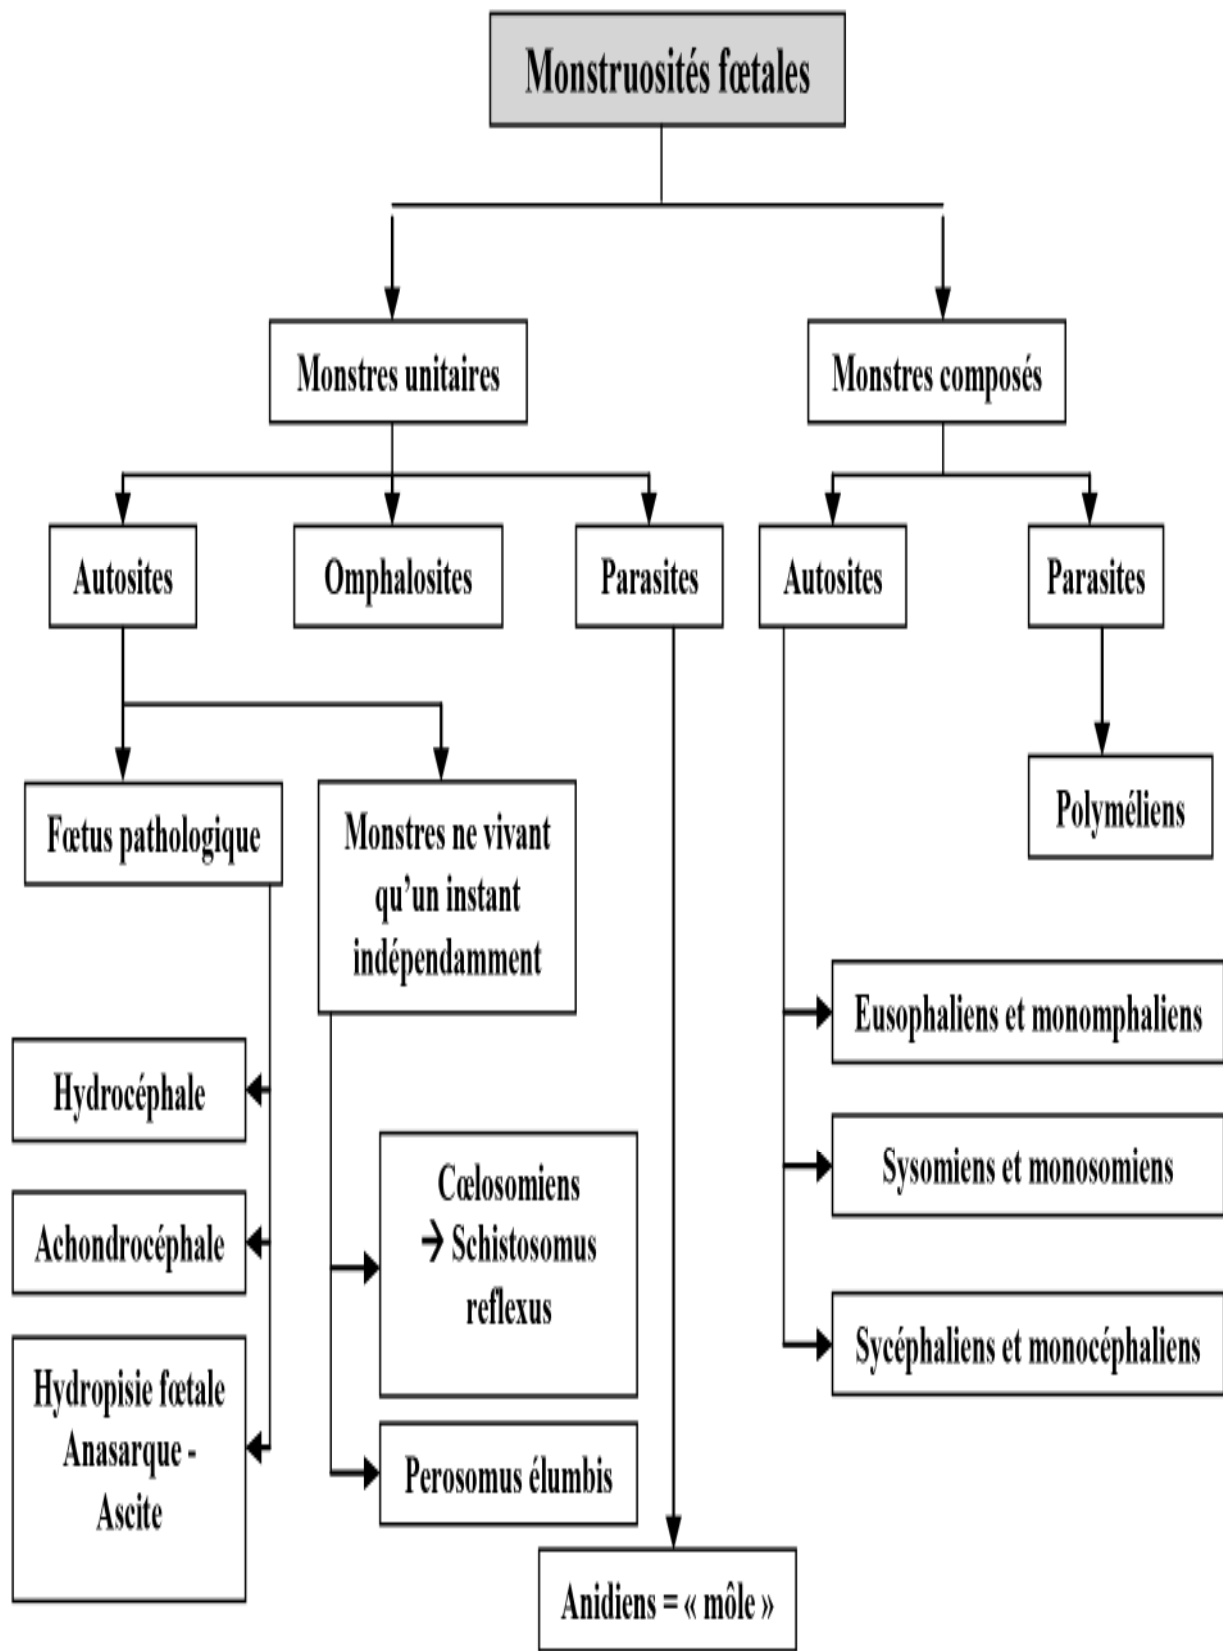 Monstruosités fœtales
Monstres unitaires
Monstres composés
Autosites
Omphalosites
Parasites
Autosites
Parasites
Fœtus pathologique
Monstres ne vivant
qu'un instant
indépendamment
Polyméliens
Hydrocéphale
Achondrocéphale
Hydropisie fœtale
Anasarque -
Ascite
Cœlosomiens
→ Schistosomus
reflexus
Perosomus élumbis
Anidiens = « môle »
Eusophaliens et monomphaliens
Sysomiens et monosomiens
Sycéphaliens et monocéphaliens